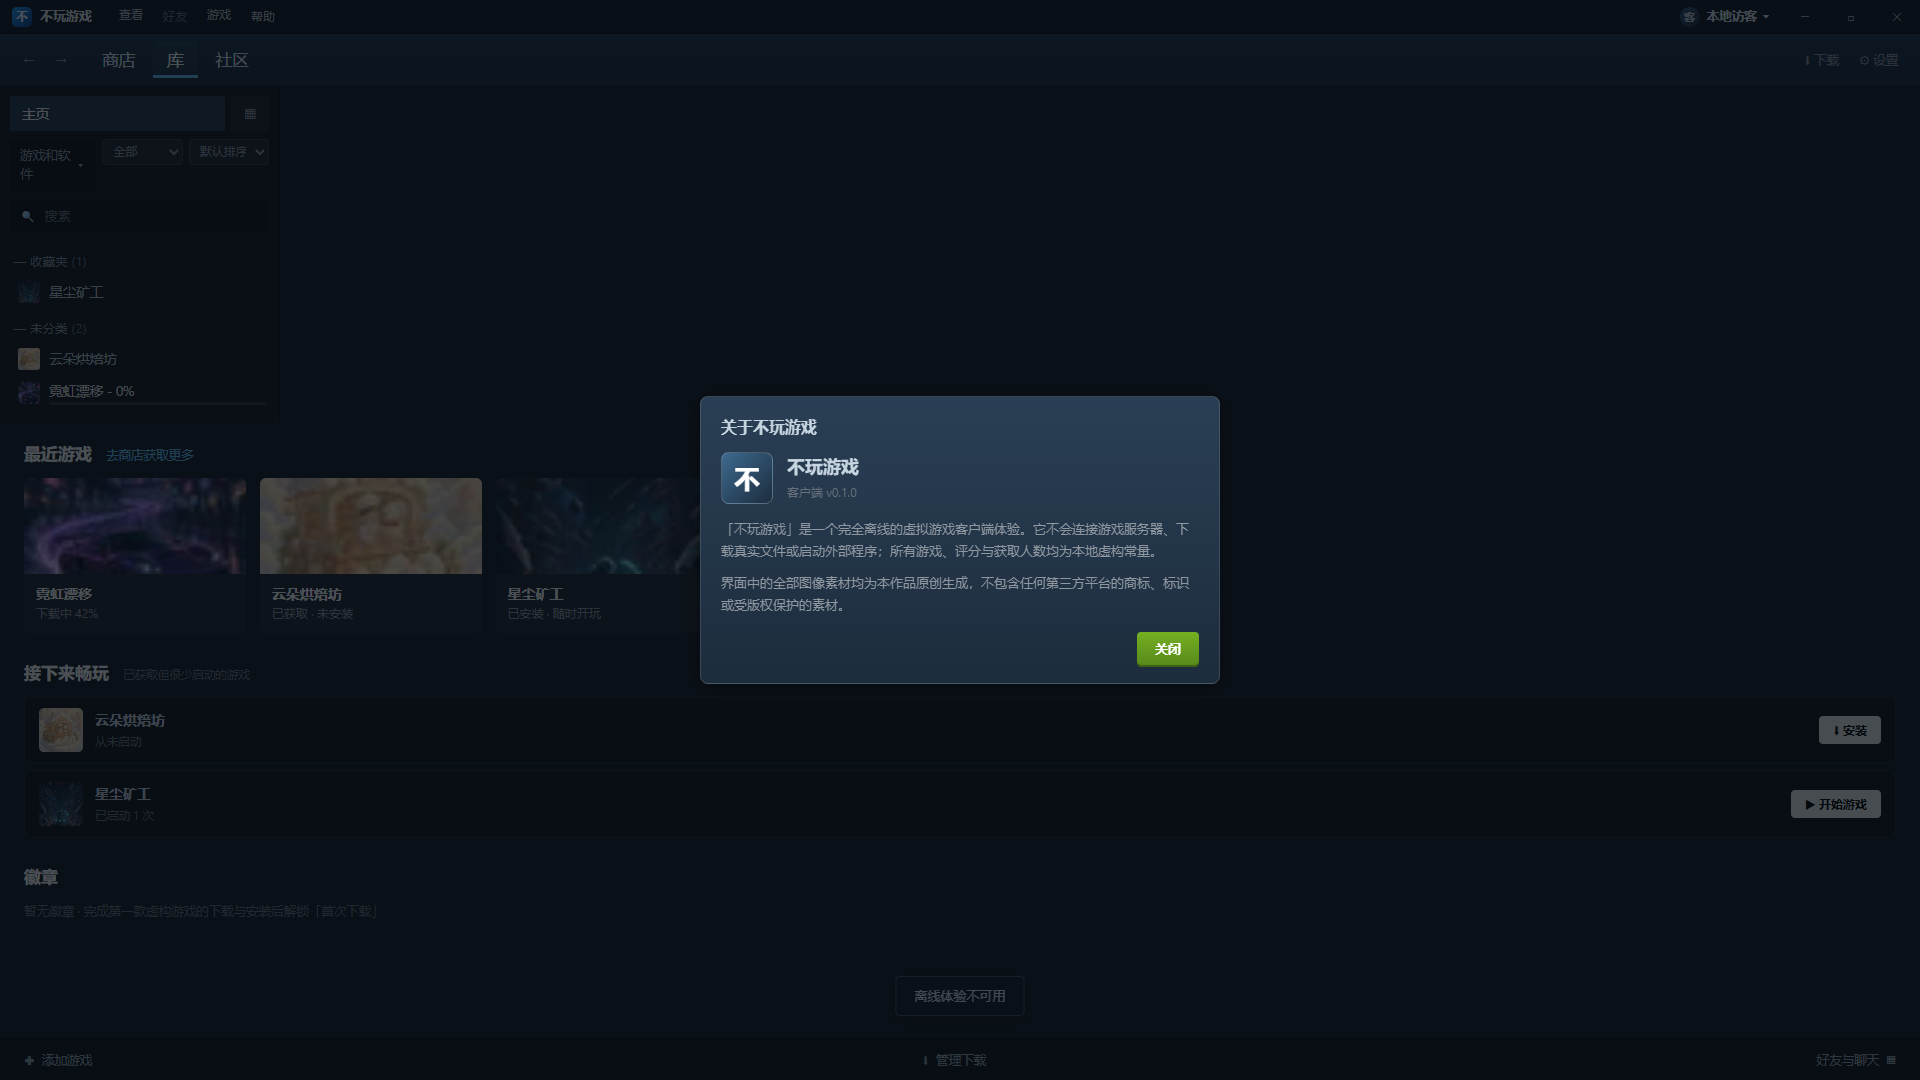 不 不玩游戏 查看 好友 游戏 帮助 客 本地访客
商店 库 社区 下载 设置
主页
游戏和软件 全部 默认排序
搜索
— 收藏夹 (1)
星尘矿工
— 未分类 (2)
云朵烘焙坊
霓虹漂移 - 0%
最近游戏 去商店获取更多
霓虹漂移
下载中 42%
云朵烘焙坊
已获取 · 未安装
星尘矿工
已安装 · 随时开玩
接下来畅玩 已获取但很少启动的游戏
云朵烘焙坊
从未启动
安装
星尘矿工
已启动 1 次
开始游戏
徽章
暂无徽章 · 完成第一款虚构游戏的下载与安装后解锁「首次下载」
关于不玩游戏
不 不玩游戏
客户端 v0.1.0
「不玩游戏」是一个完全离线的虚拟游戏客户端体验。它不会连接游戏服务器、下
载真实文件或启动外部程序；所有游戏、评分与获取人数均为本地虚构常量。
界面中的全部图像素材均为本作品原创生成，不包含任何第三方平台的商标、标识
或受版权保护的素材。
关闭
离线体验不可用
添加游戏 管理下载 好友与聊天